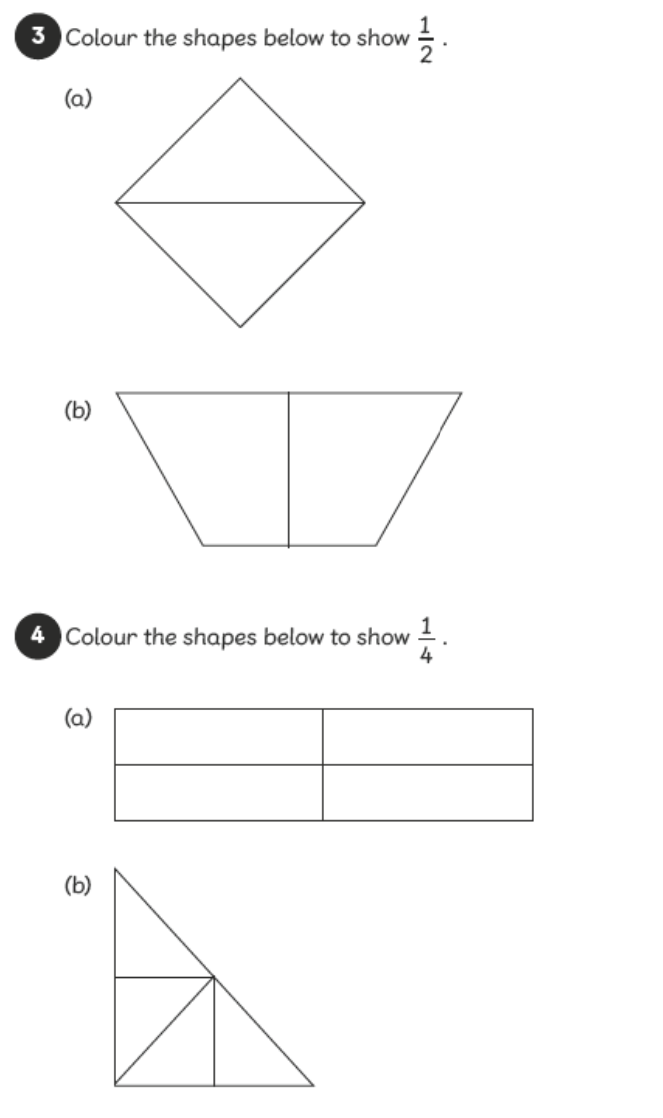 3 Colour the shapes below to show 1/2 .
(a)
(b)
4 Colour the shapes below to show 1/4 .
(a)
(b)